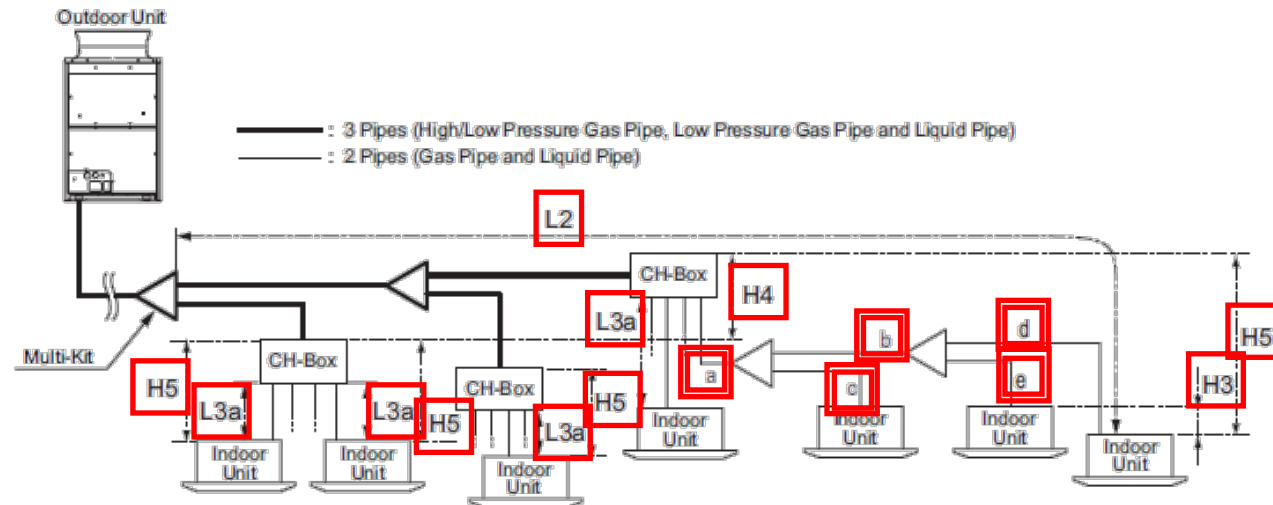 Outdoor Unit
: 3 Pipes (High/Low Pressure Gas Pipe, Low Pressure Gas Pipe and Liquid Pipe)
: 2 Pipes (Gas Pipe and Liquid Pipe)
L2
CH-Box
H4
L3a
H5
b
d
Multi-Kit
CH-Box
a
H5
CH-Box
c
e
H3
L3a
L3a
H5
H5
L3a
Indoor
Unit
Indoor
Unit
Indoor
Unit
Indoor
Unit
Indoor
Unit
Indoor
Unit
Indoor
Unit